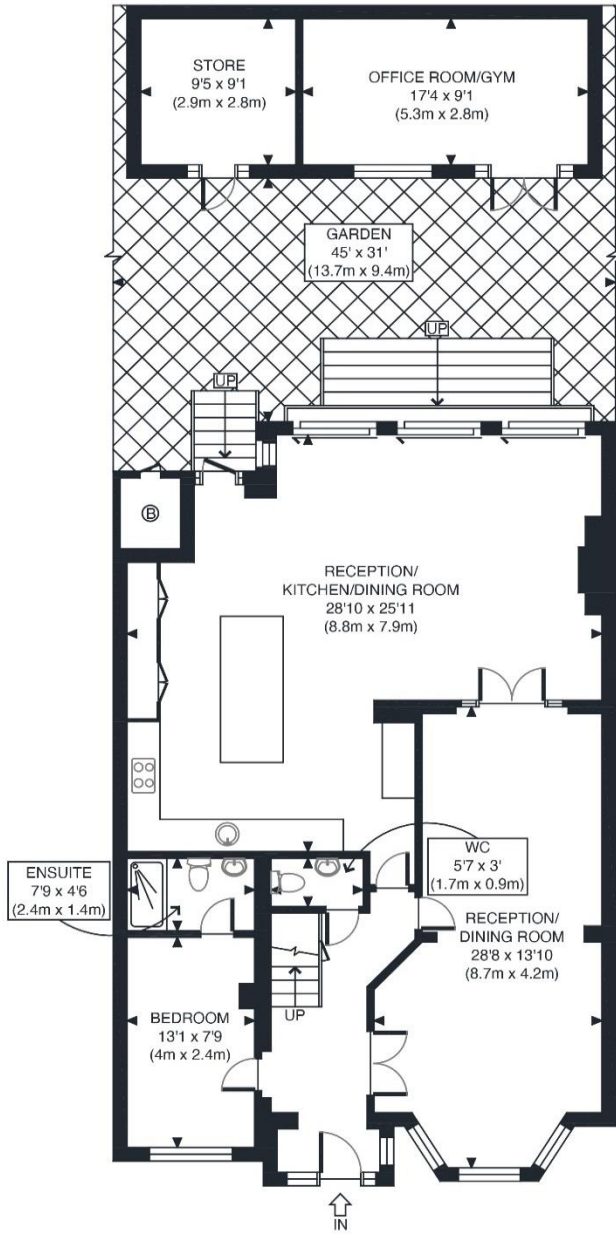 STORE
9'5 x 9'1
(2.9m x 2.8m)
OFFICE ROOM/GYM
17'4 x 9'1
(5.3m x 2.8m)
GARDEN
45' x 31'
(13.7m x 9.4m)
UP
UP
B
RECEPTION/
KITCHEN/DINING ROOM
28'10 x 25'11
(8.8m x 7.9m)
ENSUITE
7'9 x 4'6
(2.4m x 1.4m)
WC
5'7 x 3'
(1.7m x 0.9m)
RECEPTION/
DINING ROOM
28'8 x 13'10
(8.7m x 4.2m)
UP
BEDROOM
13'1 x 7'9
(4m x 2.4m)
IN